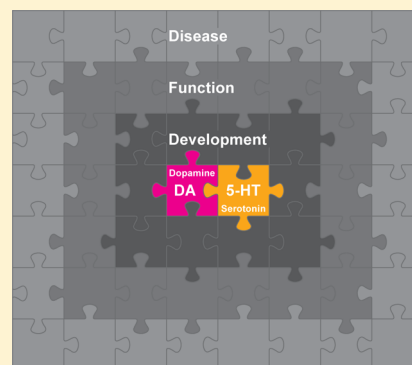 Disease
Function
Development
Dopamine
DA
5-HT
Serotonin